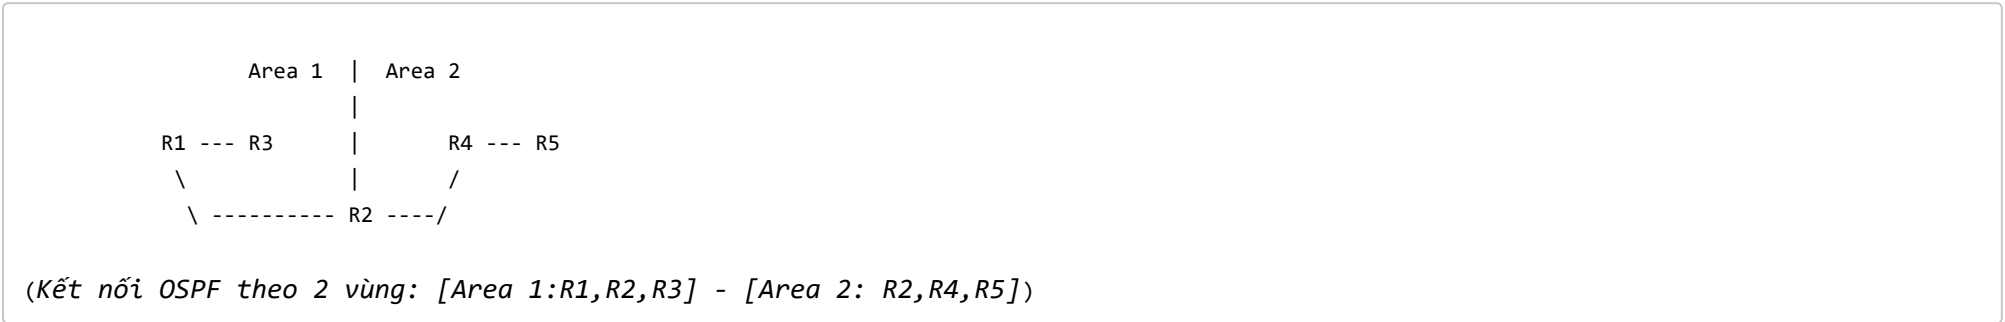 Area 1 | Area 2
|
R1 --- R3 | R4 --- R5
\ | /
\ ---------- R2 ----/
(Kết nối OSPF theo 2 vùng: [Area 1:R1,R2,R3] - [Area 2: R2,R4,R5])